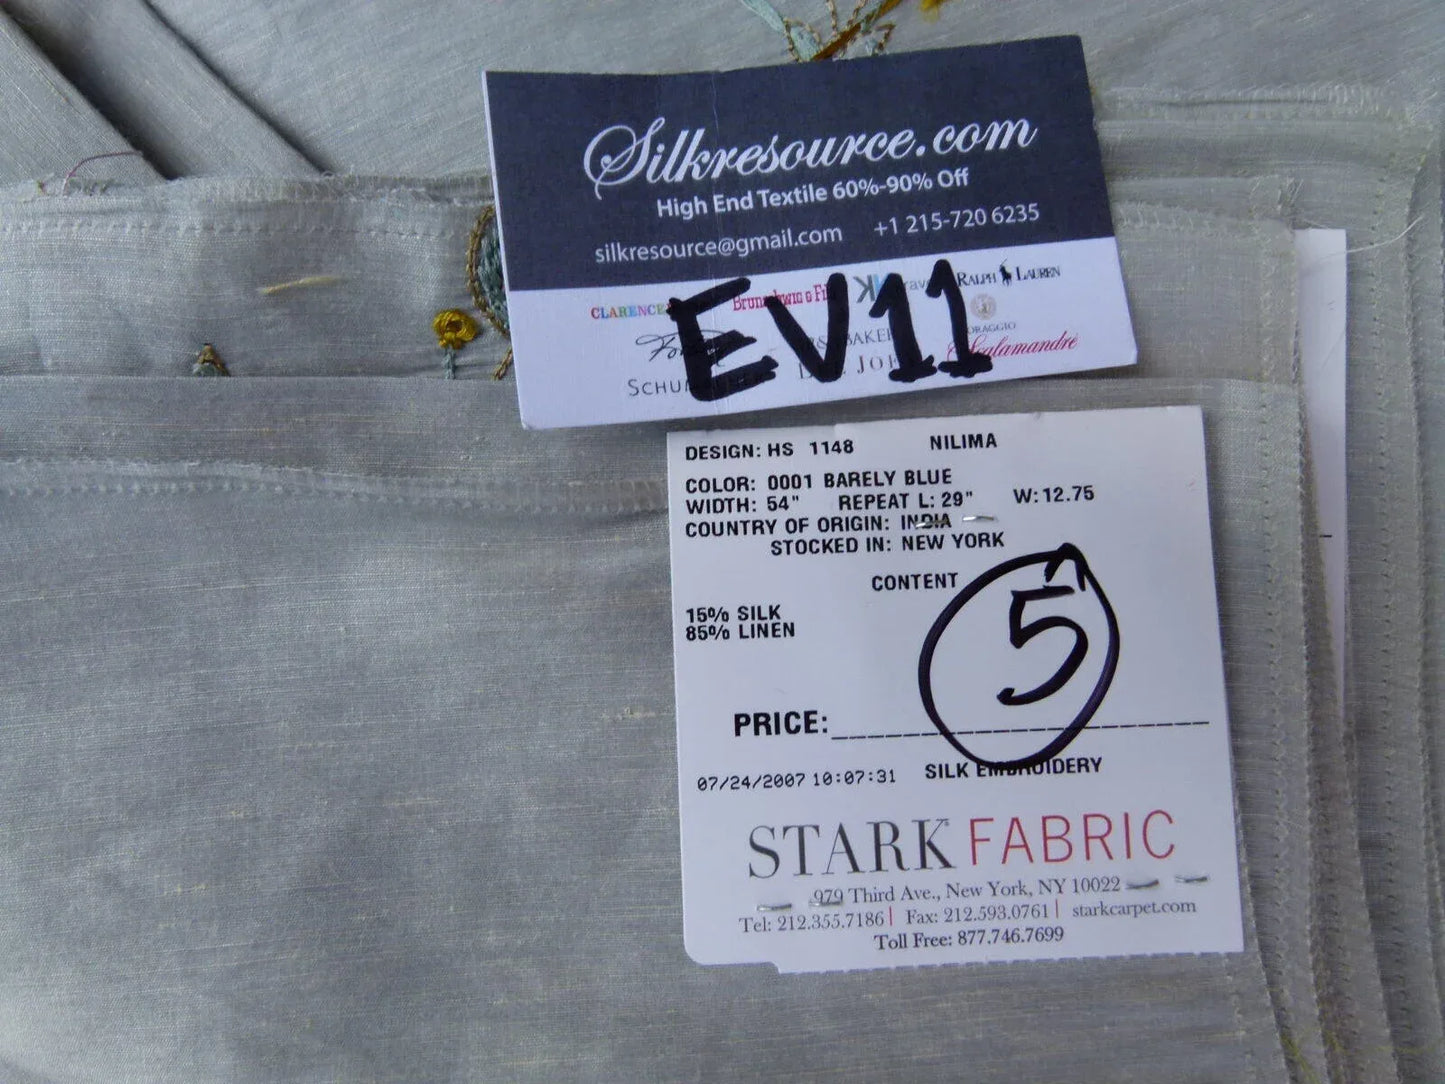 Silkresource.com
High End Textile 60%-90% Off
silkresource@gmail.com +1 215-720 6235
CLARENCE RALPH LAUREN
EV11
Scalamandré
DESIGN: HS 1148 NILIMA
COLOR: 0001 BARELY BLUE
WIDTH: 54" REPEAT L: 29" W: 12.75
COUNTRY OF ORIGIN: INDIA
STOCKED IN: NEW YORK
CONTENT
15% SILK
85% LINEN
5
PRICE:
07/24/2007 10:07:31 SILK EMBROIDERY
STARK FABRIC
979 Third Ave., New York, NY 10022
Tel: 212.355.7186 | Fax: 212.593.0761 | starkcarpet.com
Toll Free: 877.746.7699